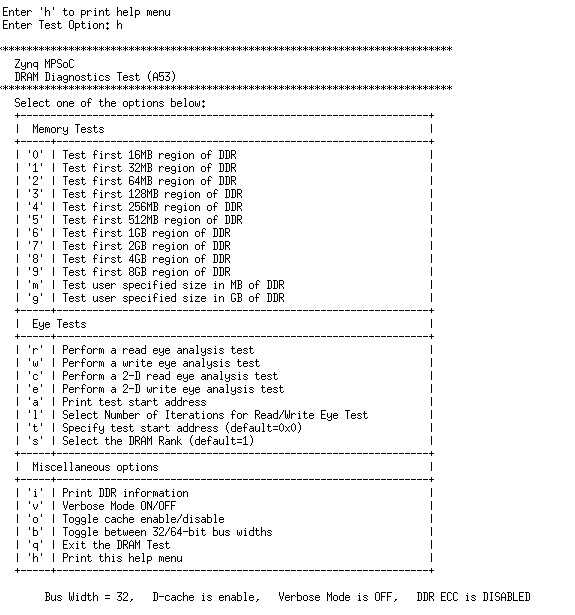 Enter 'h' to print help menu
Enter Test Option: h
******************************************************************************
Zynq MPSoC
DRAM Diagnostics Test (A53)
******************************************************************************
Select one of the options below:
+--------------------------------------------------------------------+
| Memory Tests |
+-----+--------------------------------------------------------------+
| '0' | Test first 16MB region of DDR |
| '1' | Test first 32MB region of DDR |
| '2' | Test first 64MB region of DDR |
| '3' | Test first 128MB region of DDR |
| '4' | Test first 256MB region of DDR |
| '5' | Test first 512MB region of DDR |
| '6' | Test first 1GB region of DDR |
| '7' | Test first 2GB region of DDR |
| '8' | Test first 4GB region of DDR |
| '9' | Test first 8GB region of DDR |
| 'm' | Test user specified size in MB of DDR |
| 'g' | Test user specified size in GB of DDR |
+-----+--------------------------------------------------------------+
| Eye Tests |
+-----+--------------------------------------------------------------+
| 'r' | Perform a read eye analysis test |
| 'w' | Perform a write eye analysis test |
| 'c' | Perform a 2-D read eye analysis test |
| 'e' | Perform a 2-D write eye analysis test |
| 'a' | Print test start address |
| 'l' | Select Number of Iterations for Read/Write Eye Test |
| 't' | Specify test start address (default=0x0) |
| 's' | Select the DRAM Rank (default=1) |
+-----+--------------------------------------------------------------+
| Miscellaneous options |
+-----+--------------------------------------------------------------+
| 'i' | Print DDR information |
| 'v' | Verbose Mode ON/OFF |
| 'o' | Toggle cache enable/disable |
| 'b' | Toggle between 32/64-bit bus widths |
| 'q' | Exit the DRAM Test |
| 'h' | Print this help menu |
+-----+--------------------------------------------------------------+
Bus Width = 32, D-cache is enable, Verbose Mode is OFF, DDR ECC is DISABLED